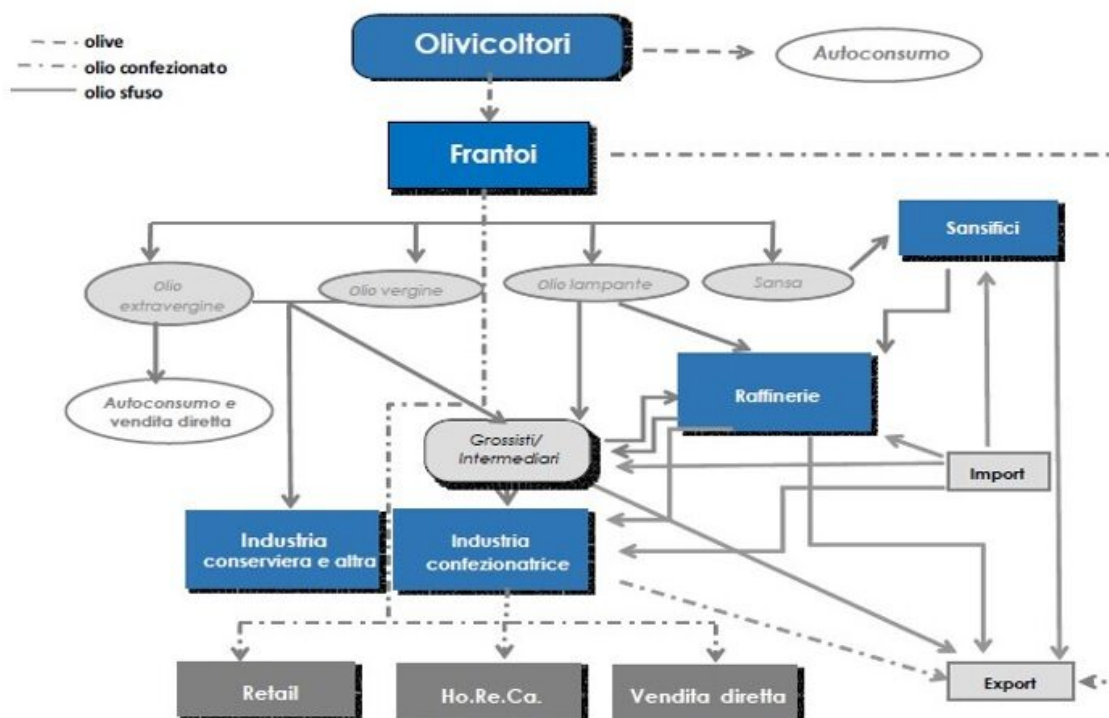 olive
olio confezionato
olio sfuso
Olivicoltori
Autoconsumo
Frantoi
Sansifici
Olio
extravergine
Olio vergine
Olio lampante
Sansa
Autoconsumo e
vendita diretta
Raffinerie
Grossisti/
Intermediari
Import
Industria
conserviera e altra
Industria
confezionatrice
Retail
Ho.Re.Ca.
Vendita diretta
Export